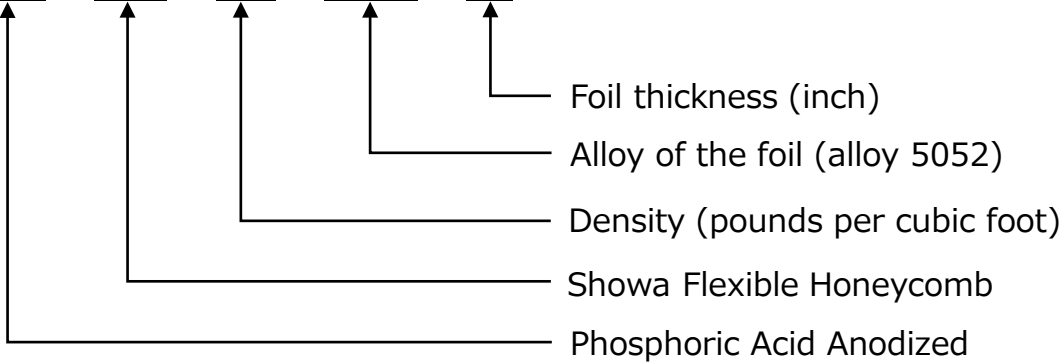 Foil thickness (inch)
Alloy of the foil (alloy 5052)
Density (pounds per cubic foot)
Showa Flexible Honeycomb
Phosphoric Acid Anodized